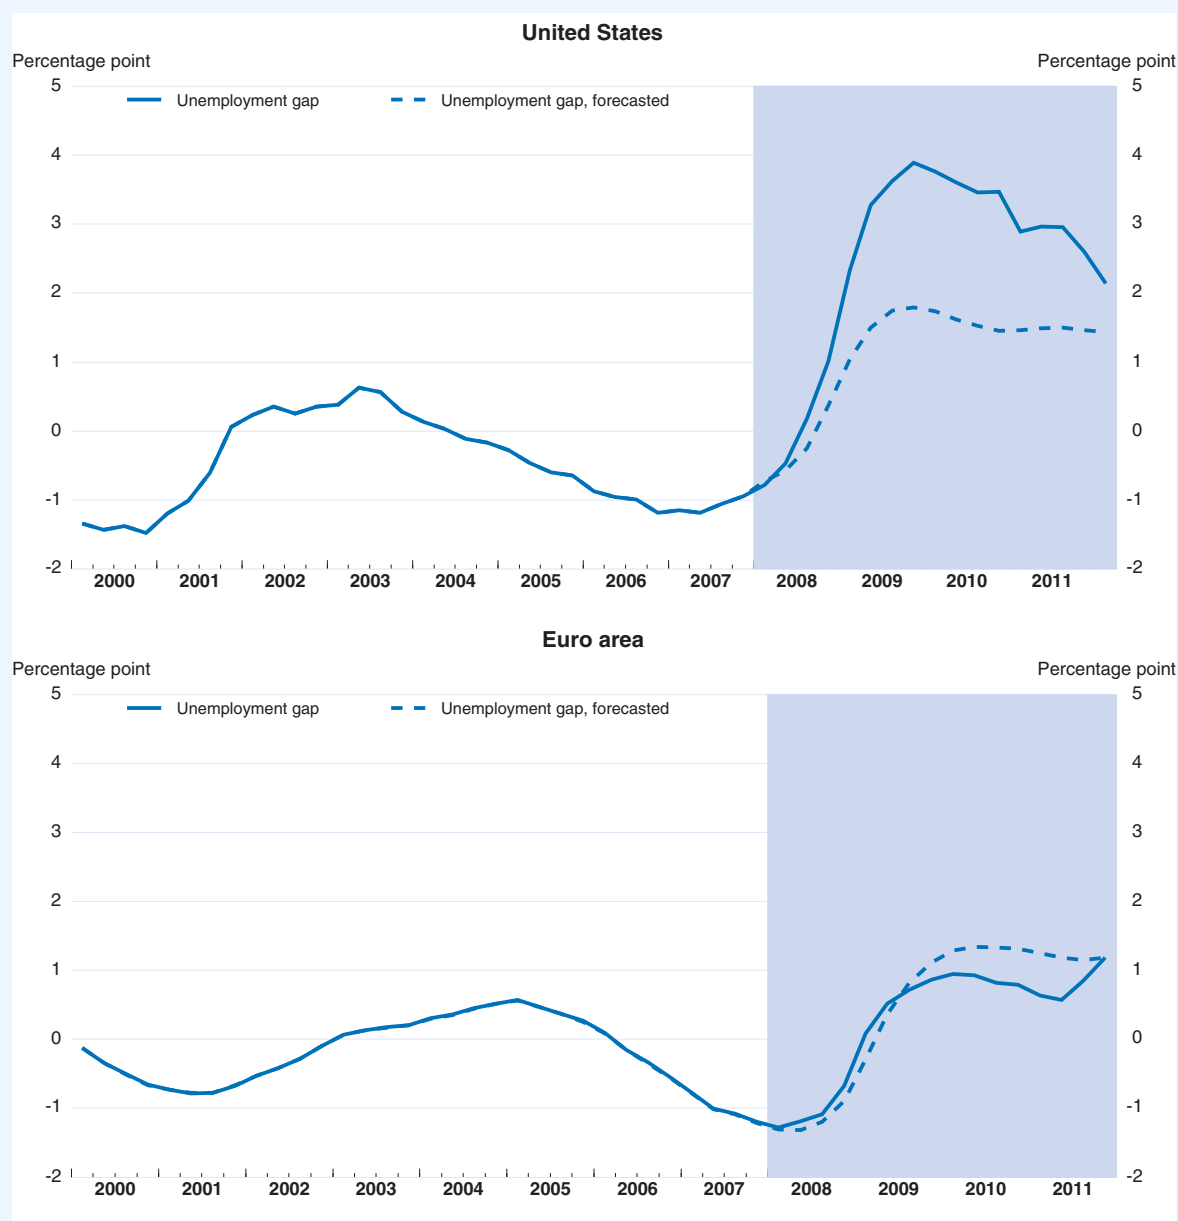 United States
Percentage point Percentage point
5 Unemployment gap Unemployment gap, forecasted 5
4 4
3 3
2 2
1 1
0 0
-1 -1
-2 -2
2000 2001 2002 2003 2004 2005 2006 2007 2008 2009 2010 2011
Euro area
Percentage point Percentage point
5 5
Unemployment gap Unemployment gap, forecasted
4 4
3 3
2 2
1 1
0 0
-1 -1
-2 -2
2000 2001 2002 2003 2004 2005 2006 2007 2008 2009 2010 2011